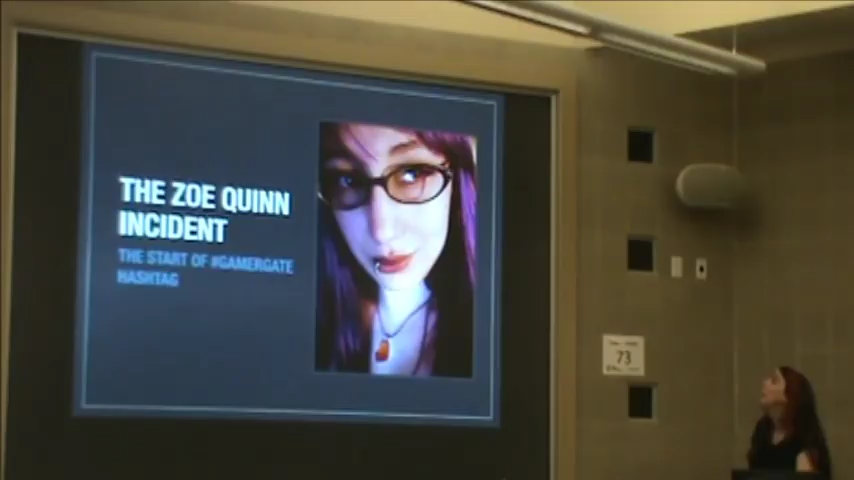 THE ZOE QUINN
INCIDENT
THE START OF #GAMERGATE
HASHTAG
73